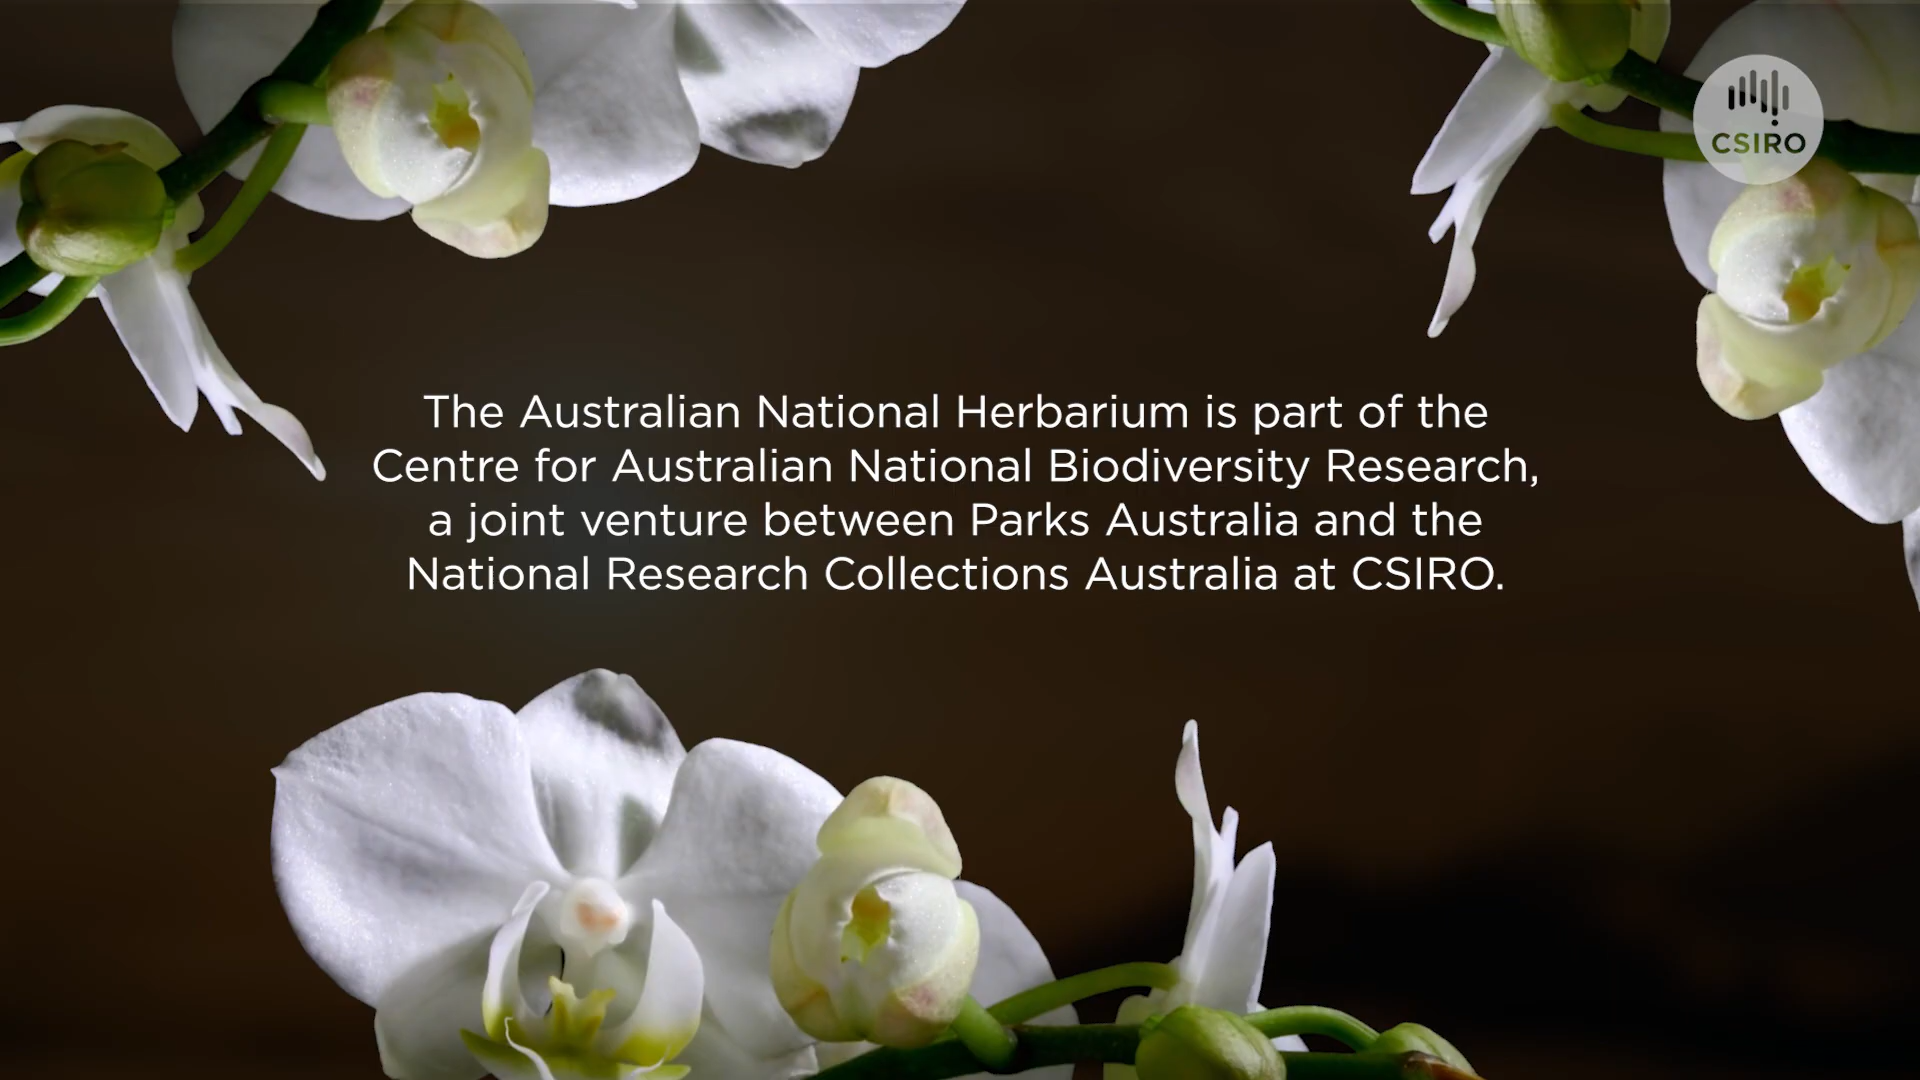 CSIRO
The Australian National Herbarium is part of the
Centre for Australian National Biodiversity Research,
a joint venture between Parks Australia and the
National Research Collections Australia at CSIRO.